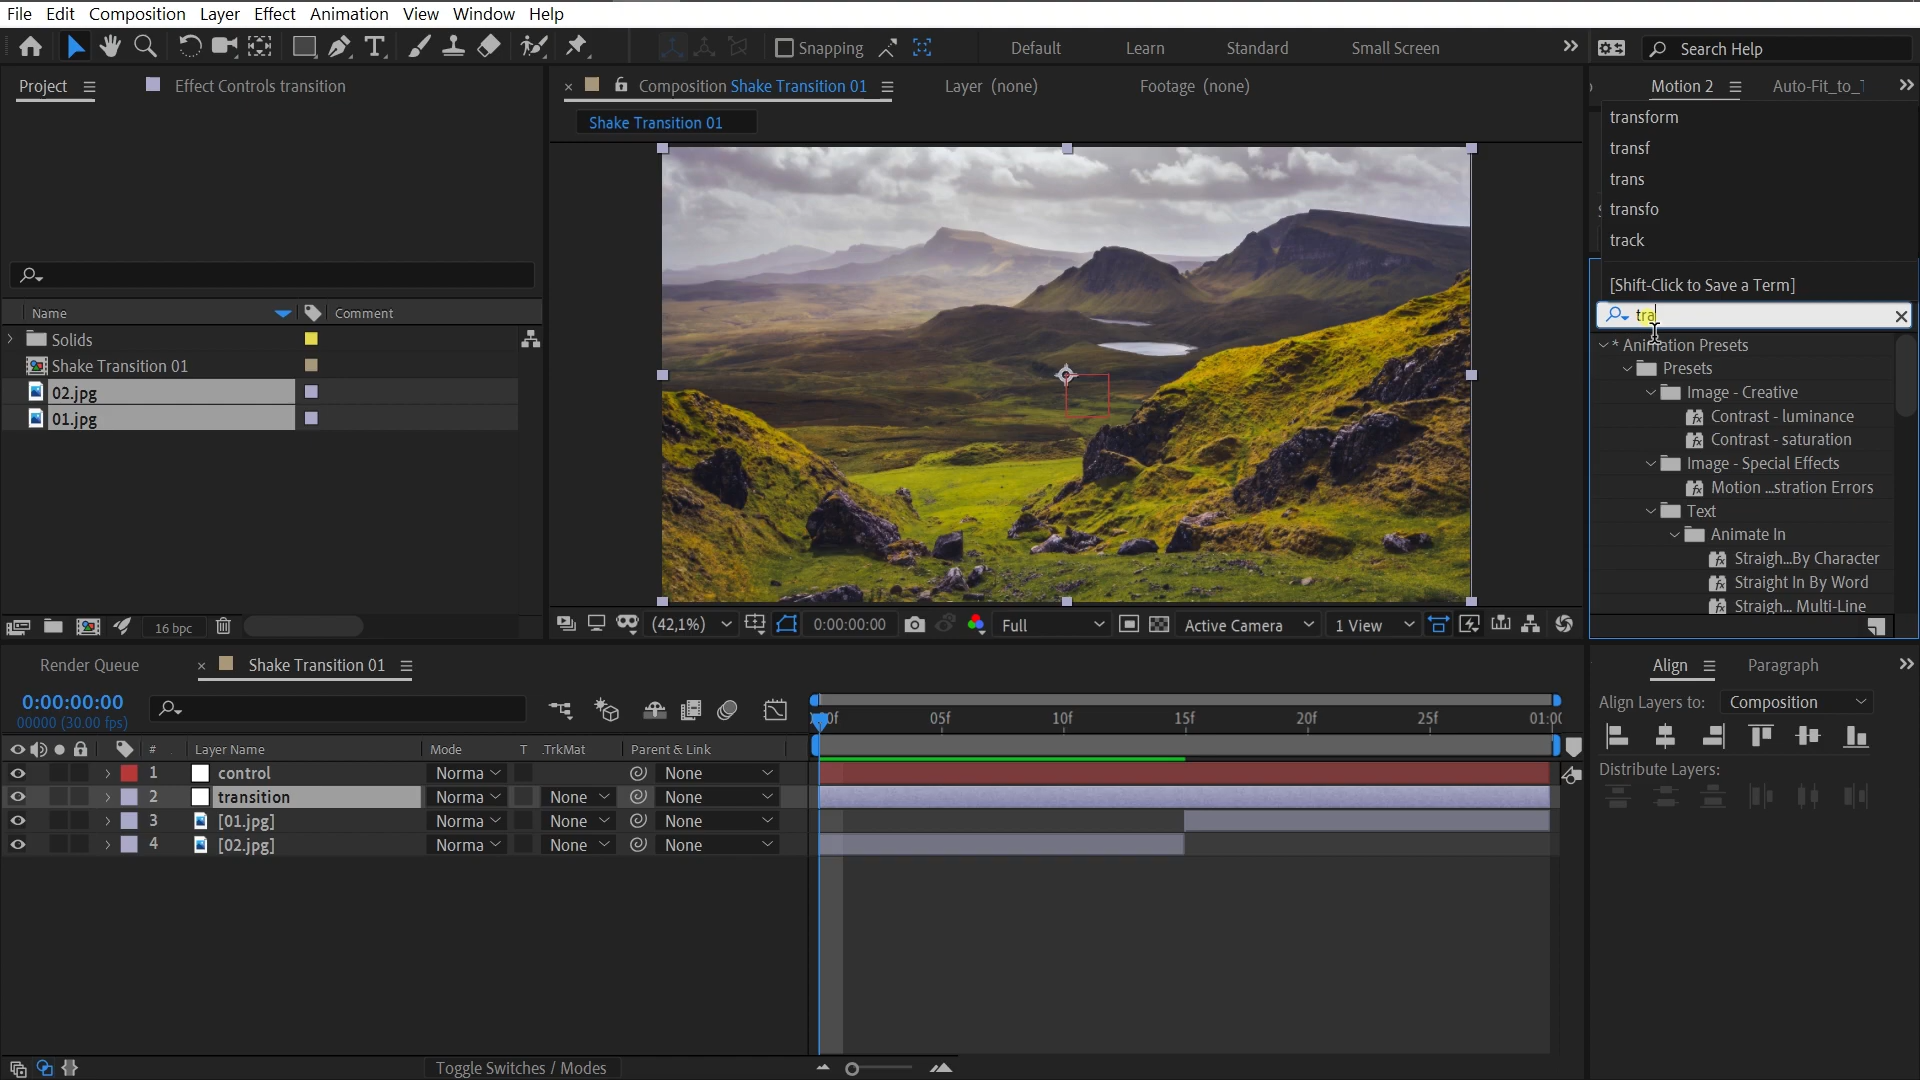 File Edit Composition Layer Effect Animation View Window Help
Snapping
Default Learn Standard Small Screen
Search Help
Project
Effect Controls transition
Composition Shake Transition 01
Layer (none)
Footage (none)
Motion 2
Shake Transition 01
transform
transf
trans
transfo
track
[Shift-Click to Save a Term]
tra
* Animation Presets
Presets
Image - Creative
Contrast - luminance
Contrast - saturation
Image - Special Effects
Motion ...stration Errors
Text
Animate In
Straigh...By Character
Straight In By Word
Straigh... Multi-Line
Name Comment
Solids
Shake Transition 01
02.jpg
01.jpg
16 bpc
(42,1%) 0:00:00:00 Full Active Camera 1 View
Render Queue
Shake Transition 01
0:00:00:00
00000 (30.00 fps)
05f 10f 15f 20f 25f
# Layer Name Mode T .TrkMat Parent & Link
1 control Norma None
2 transition Norma None None
3 [01.jpg] Norma None None
4 [02.jpg] Norma None None
Toggle Switches / Modes
Align Paragraph
Align Layers to: Composition
Distribute Layers: